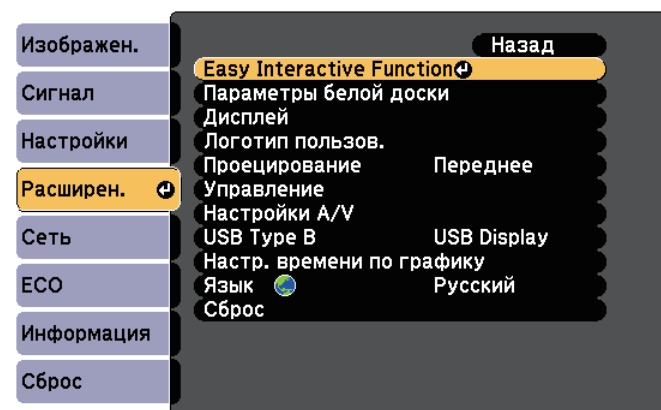 Изображен.
Сигнал
Настройки
Расширен.
Сеть
ECO
Информация
Сброс
Назад
Easy Interactive Function
Параметры белой доски
Дисплей
Логотип пользов.
Проецирование Переднее
Управление
Настройки A/V
USB Type B USB Display
Настр. времени по графику
Язык Русский
Сброс